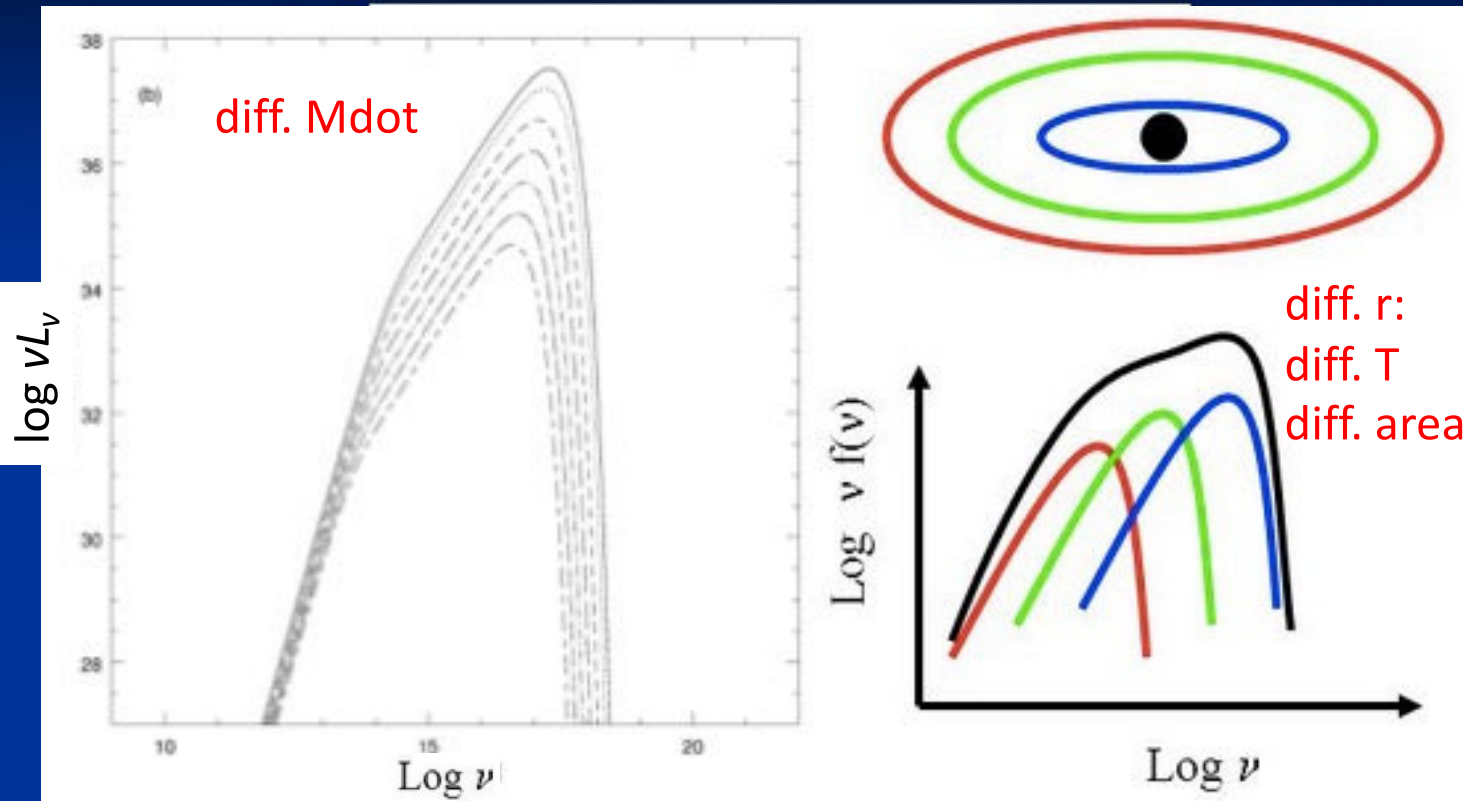 38
36
34
32
30
28
(b)
diff. Mdot
log νLν
10
15
20
Log ν
diff. r:
diff. T
diff. area
Log ν f(ν)
Log ν